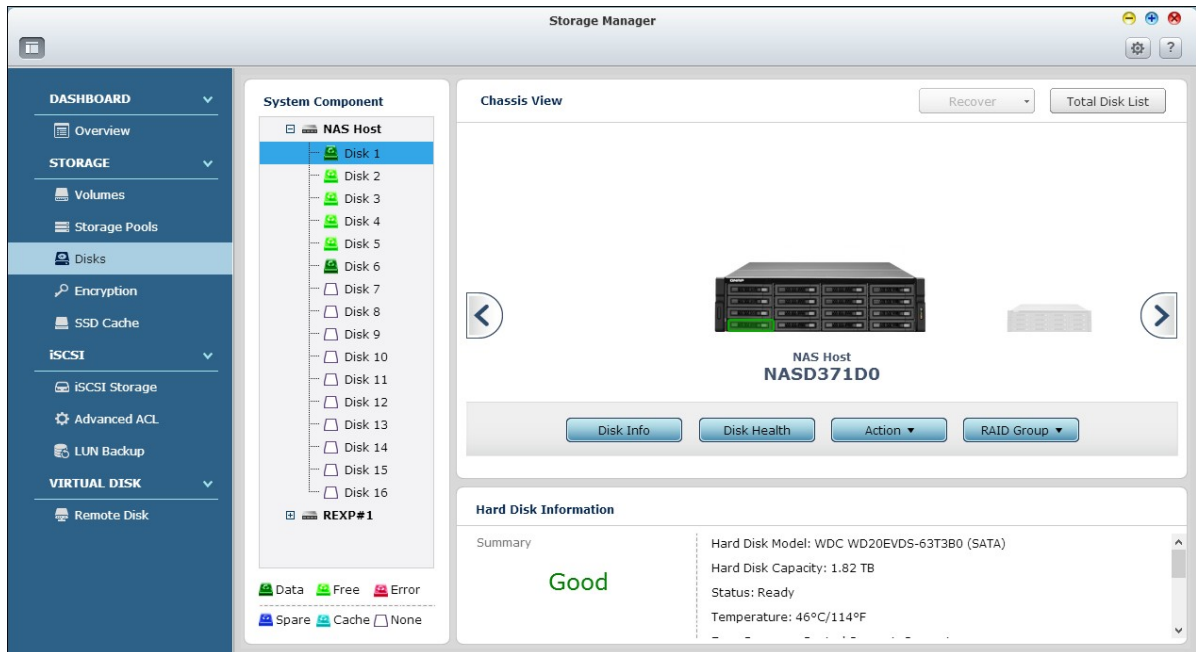 Storage Manager
?
DASHBOARD
Overview
STORAGE
Volumes
Storage Pools
Disks
Encryption
SSD Cache
iSCSI
iSCSI Storage
Advanced ACL
LUN Backup
VIRTUAL DISK
Remote Disk
System Component
NAS Host
Disk 1
Disk 2
Disk 3
Disk 4
Disk 5
Disk 6
Disk 7
Disk 8
Disk 9
Disk 10
Disk 11
Disk 12
Disk 13
Disk 14
Disk 15
Disk 16
REXP#1
Data Free Error
Spare Cache None
Chassis View
Recover
Total Disk List
QNAP
NAS Host
NASD371D0
Disk Info
Disk Health
Action
RAID Group
Hard Disk Information
Summary
Good
Hard Disk Model: WDC WD20EVDS-63T3B0 (SATA)
Hard Disk Capacity: 1.82 TB
Status: Ready
Temperature: 46°C/114°F